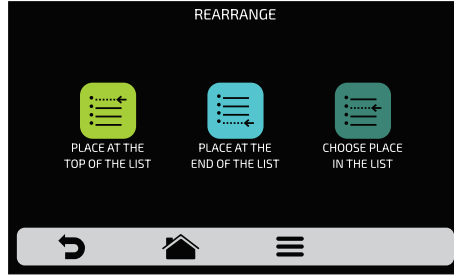 REARRANGE
PLACE AT THE
TOP OF THE LIST
PLACE AT THE
END OF THE LIST
CHOOSE PLACE
IN THE LIST